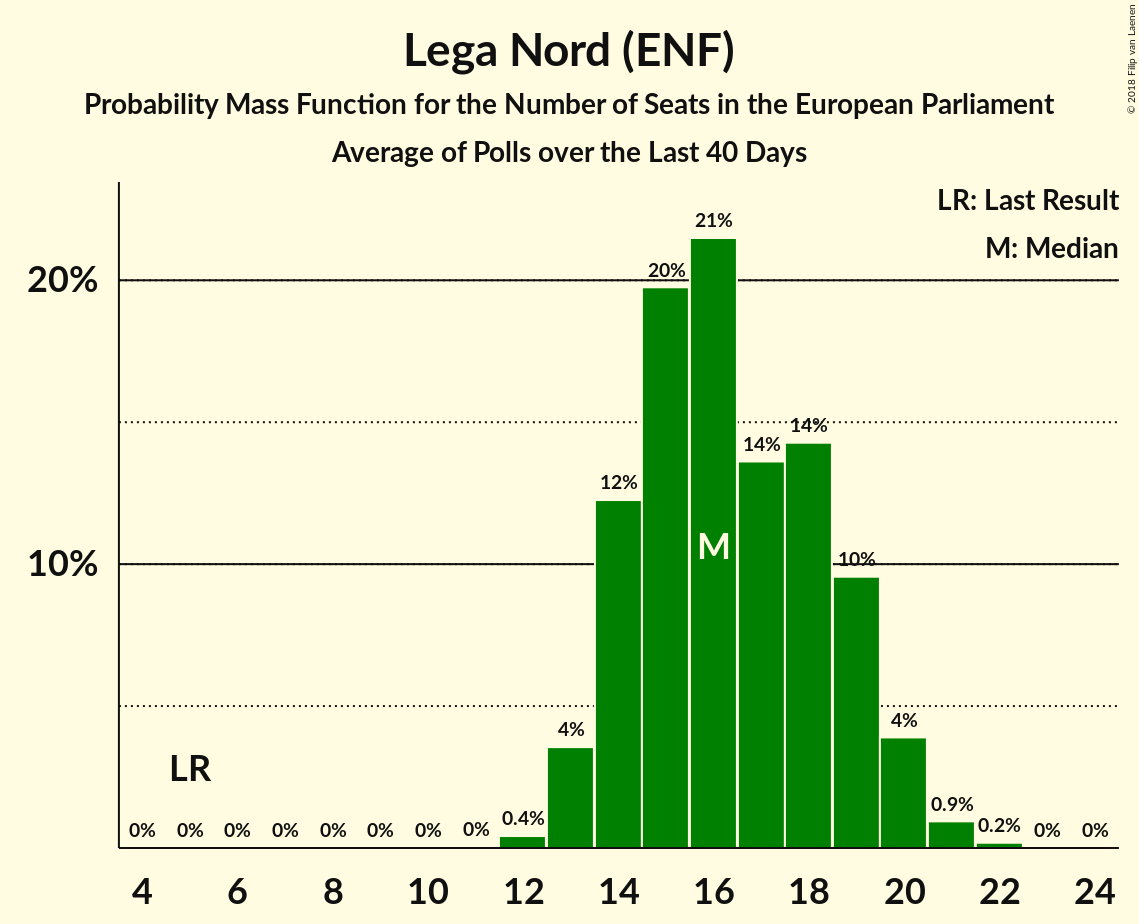 Lega Nord (ENF)
Probability Mass Function for the Number of Seats in the European Parliament
Average of Polls over the Last 40 Days
© 2018 Filip van Laenen
LR: Last Result
M: Median
20%
10%
0% 0% 0% 0% 0% 0% 0% 0% 0.4% 4% 12% 20% 21% 14% 14% 10% 4% 0.9% 0.2% 0% 0%
LR
M
4 6 8 10 12 14 16 18 20 22 24